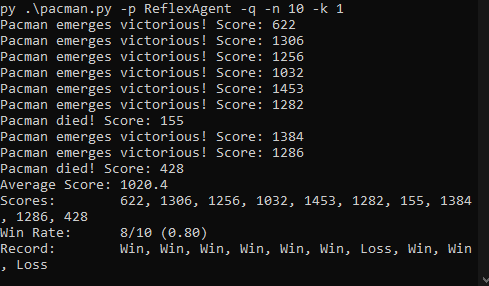 py .\pacman.py -p ReflexAgent -q -n 10 -k 1
Pacman emerges victorious! Score: 622
Pacman emerges victorious! Score: 1306
Pacman emerges victorious! Score: 1256
Pacman emerges victorious! Score: 1032
Pacman emerges victorious! Score: 1453
Pacman emerges victorious! Score: 1282
Pacman died! Score: 155
Pacman emerges victorious! Score: 1384
Pacman emerges victorious! Score: 1286
Pacman died! Score: 428
Average Score: 1020.4
Scores:        622, 1306, 1256, 1032, 1453, 1282, 155, 1384
, 1286, 428
Win Rate:      8/10 (0.80)
Record:        Win, Win, Win, Win, Win, Win, Loss, Win, Win
, Loss